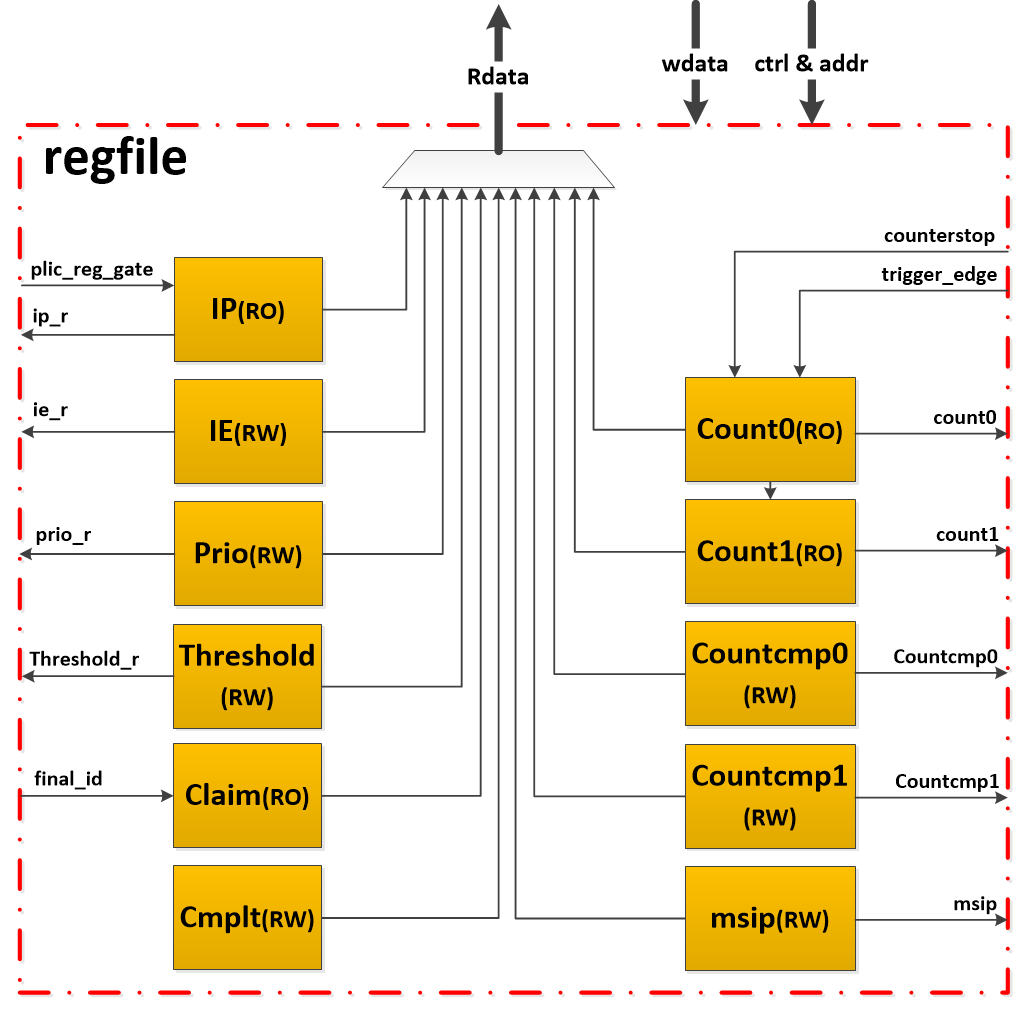 Rdata
wdata
ctrl & addr
regfile
counterstop
trigger_edge
plic_reg_gate
ip_r
IP(RO)
ie_r
IE(RW)
prio_r
Prio(RW)
Threshold_r
Threshold
(RW)
final_id
Claim(RO)
Cmplt(RW)
Count0(RO)
count0
Count1(RO)
count1
Countcmp0
(RW)
Countcmp0
Countcmp1
(RW)
Countcmp1
msip(RW)
msip